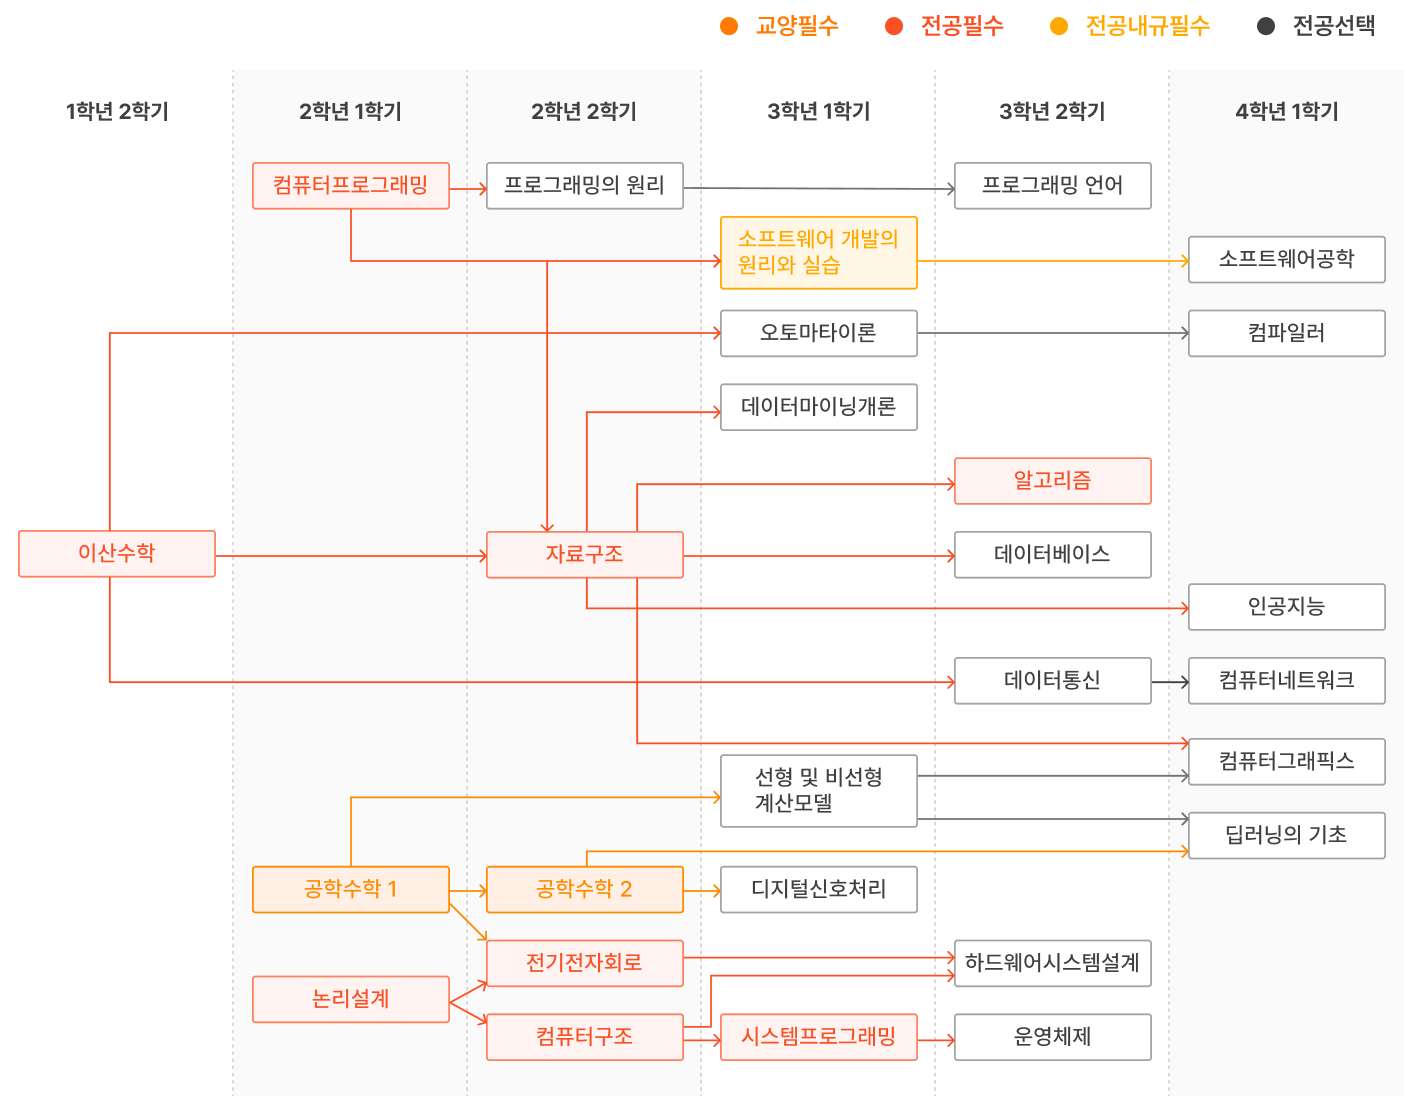 교양필수
전공필수
전공내규필수
전공선택
1학년 2학기
2학년 1학기
2학년 2학기
3학년 1학기
3학년 2학기
4학년 1학기
컴퓨터프로그래밍
프로그래밍의 원리
프로그래밍 언어
소프트웨어 개발의
원리와 실습
소프트웨어공학
오토마타이론
컴파일러
데이터마이닝개론
알고리즘
이산수학
자료구조
데이터베이스
인공지능
데이터통신
컴퓨터네트워크
컴퓨터그래픽스
선형 및 비선형
계산모델
딥러닝의 기초
공학수학 1
공학수학 2
디지털신호처리
전기전자회로
하드웨어시스템설계
논리설계
컴퓨터구조
시스템프로그래밍
운영체제